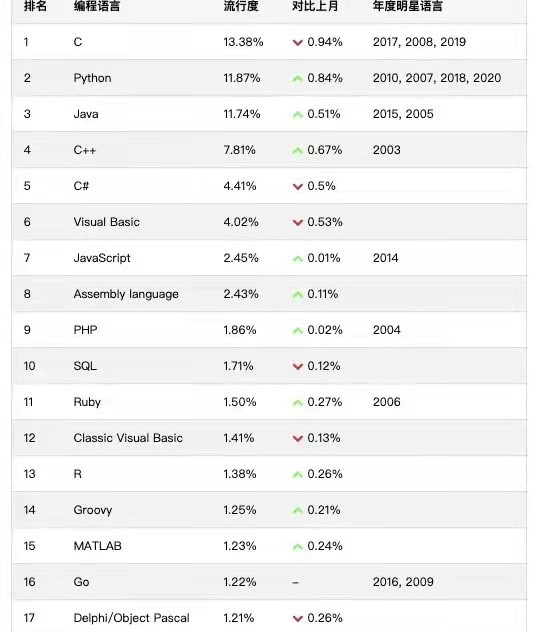 排名 编程语言 流行度 对比上月 年度明星语言
1 C 13.38% 0.94% 2017, 2008, 2019
2 Python 11.87% 0.84% 2010, 2007, 2018, 2020
3 Java 11.74% 0.51% 2015, 2005
4 C++ 7.81% 0.67% 2003
5 C# 4.41% 0.5%
6 Visual Basic 4.02% 0.53%
7 JavaScript 2.45% 0.01% 2014
8 Assembly language 2.43% 0.11%
9 PHP 1.86% 0.02% 2004
10 SQL 1.71% 0.12%
11 Ruby 1.50% 0.27% 2006
12 Classic Visual Basic 1.41% 0.13%
13 R 1.38% 0.26%
14 Groovy 1.25% 0.21%
15 MATLAB 1.23% 0.24%
16 Go 1.22% – 2016, 2009
17 Delphi/Object Pascal 1.21% 0.26%